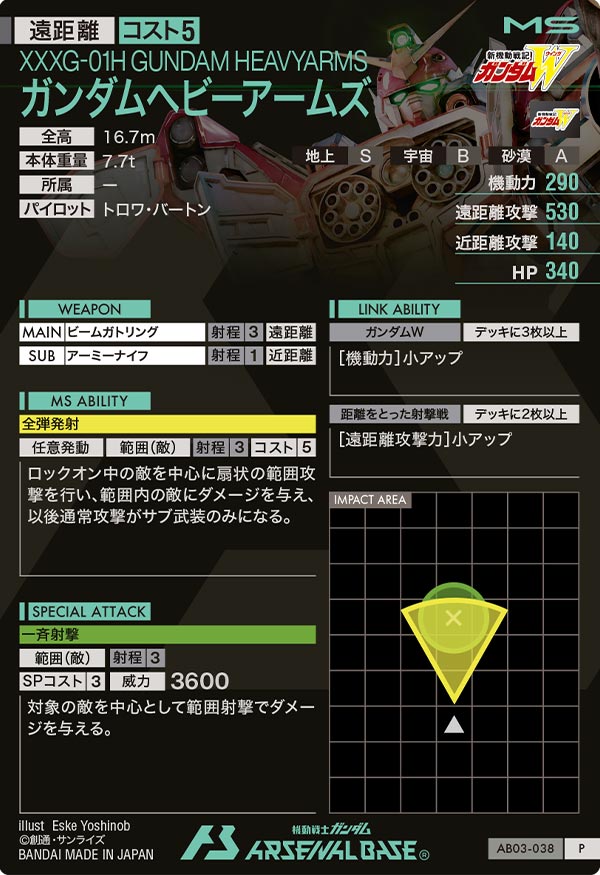 遠距離 コスト5 MS
XXXG-01H GUNDAM HEAVYARMS
ガンダムヘビーアームズ
新機動戦記 ガンダムW ウイング
新機動戦記 ガンダムW
全高 16.7m
本体重量 7.7t
所属 ー
パイロット トロワ・バートン
地上 S 宇宙 B 砂漠 A
機動力 290
遠距離攻撃 530
近距離攻撃 140
HP 340
WEAPON
MAIN ビームガトリング 射程 3 遠距離
SUB アーミーナイフ 射程 1 近距離
MS ABILITY
全弾発射
任意発動 範囲(敵) 射程 3 コスト 5
ロックオン中の敵を中心に扇状の範囲攻
撃を行い、範囲内の敵にダメージを与え、
以後通常攻撃がサブ武装のみになる。
SPECIAL ATTACK
一斉射撃
範囲(敵) 射程 3
SPコスト 3 威力 3600
対象の敵を中心として範囲射撃でダメー
ジを与える。
LINK ABILITY
ガンダムW デッキに3枚以上
[機動力]小アップ
距離をとった射撃戦 デッキに2枚以上
[遠距離攻撃力]小アップ
IMPACT AREA
illust Eske Yoshinob
©創通・サンライズ
BANDAI MADE IN JAPAN
機動戦士ガンダム
ARSENAL BASE®
AB03-038 P